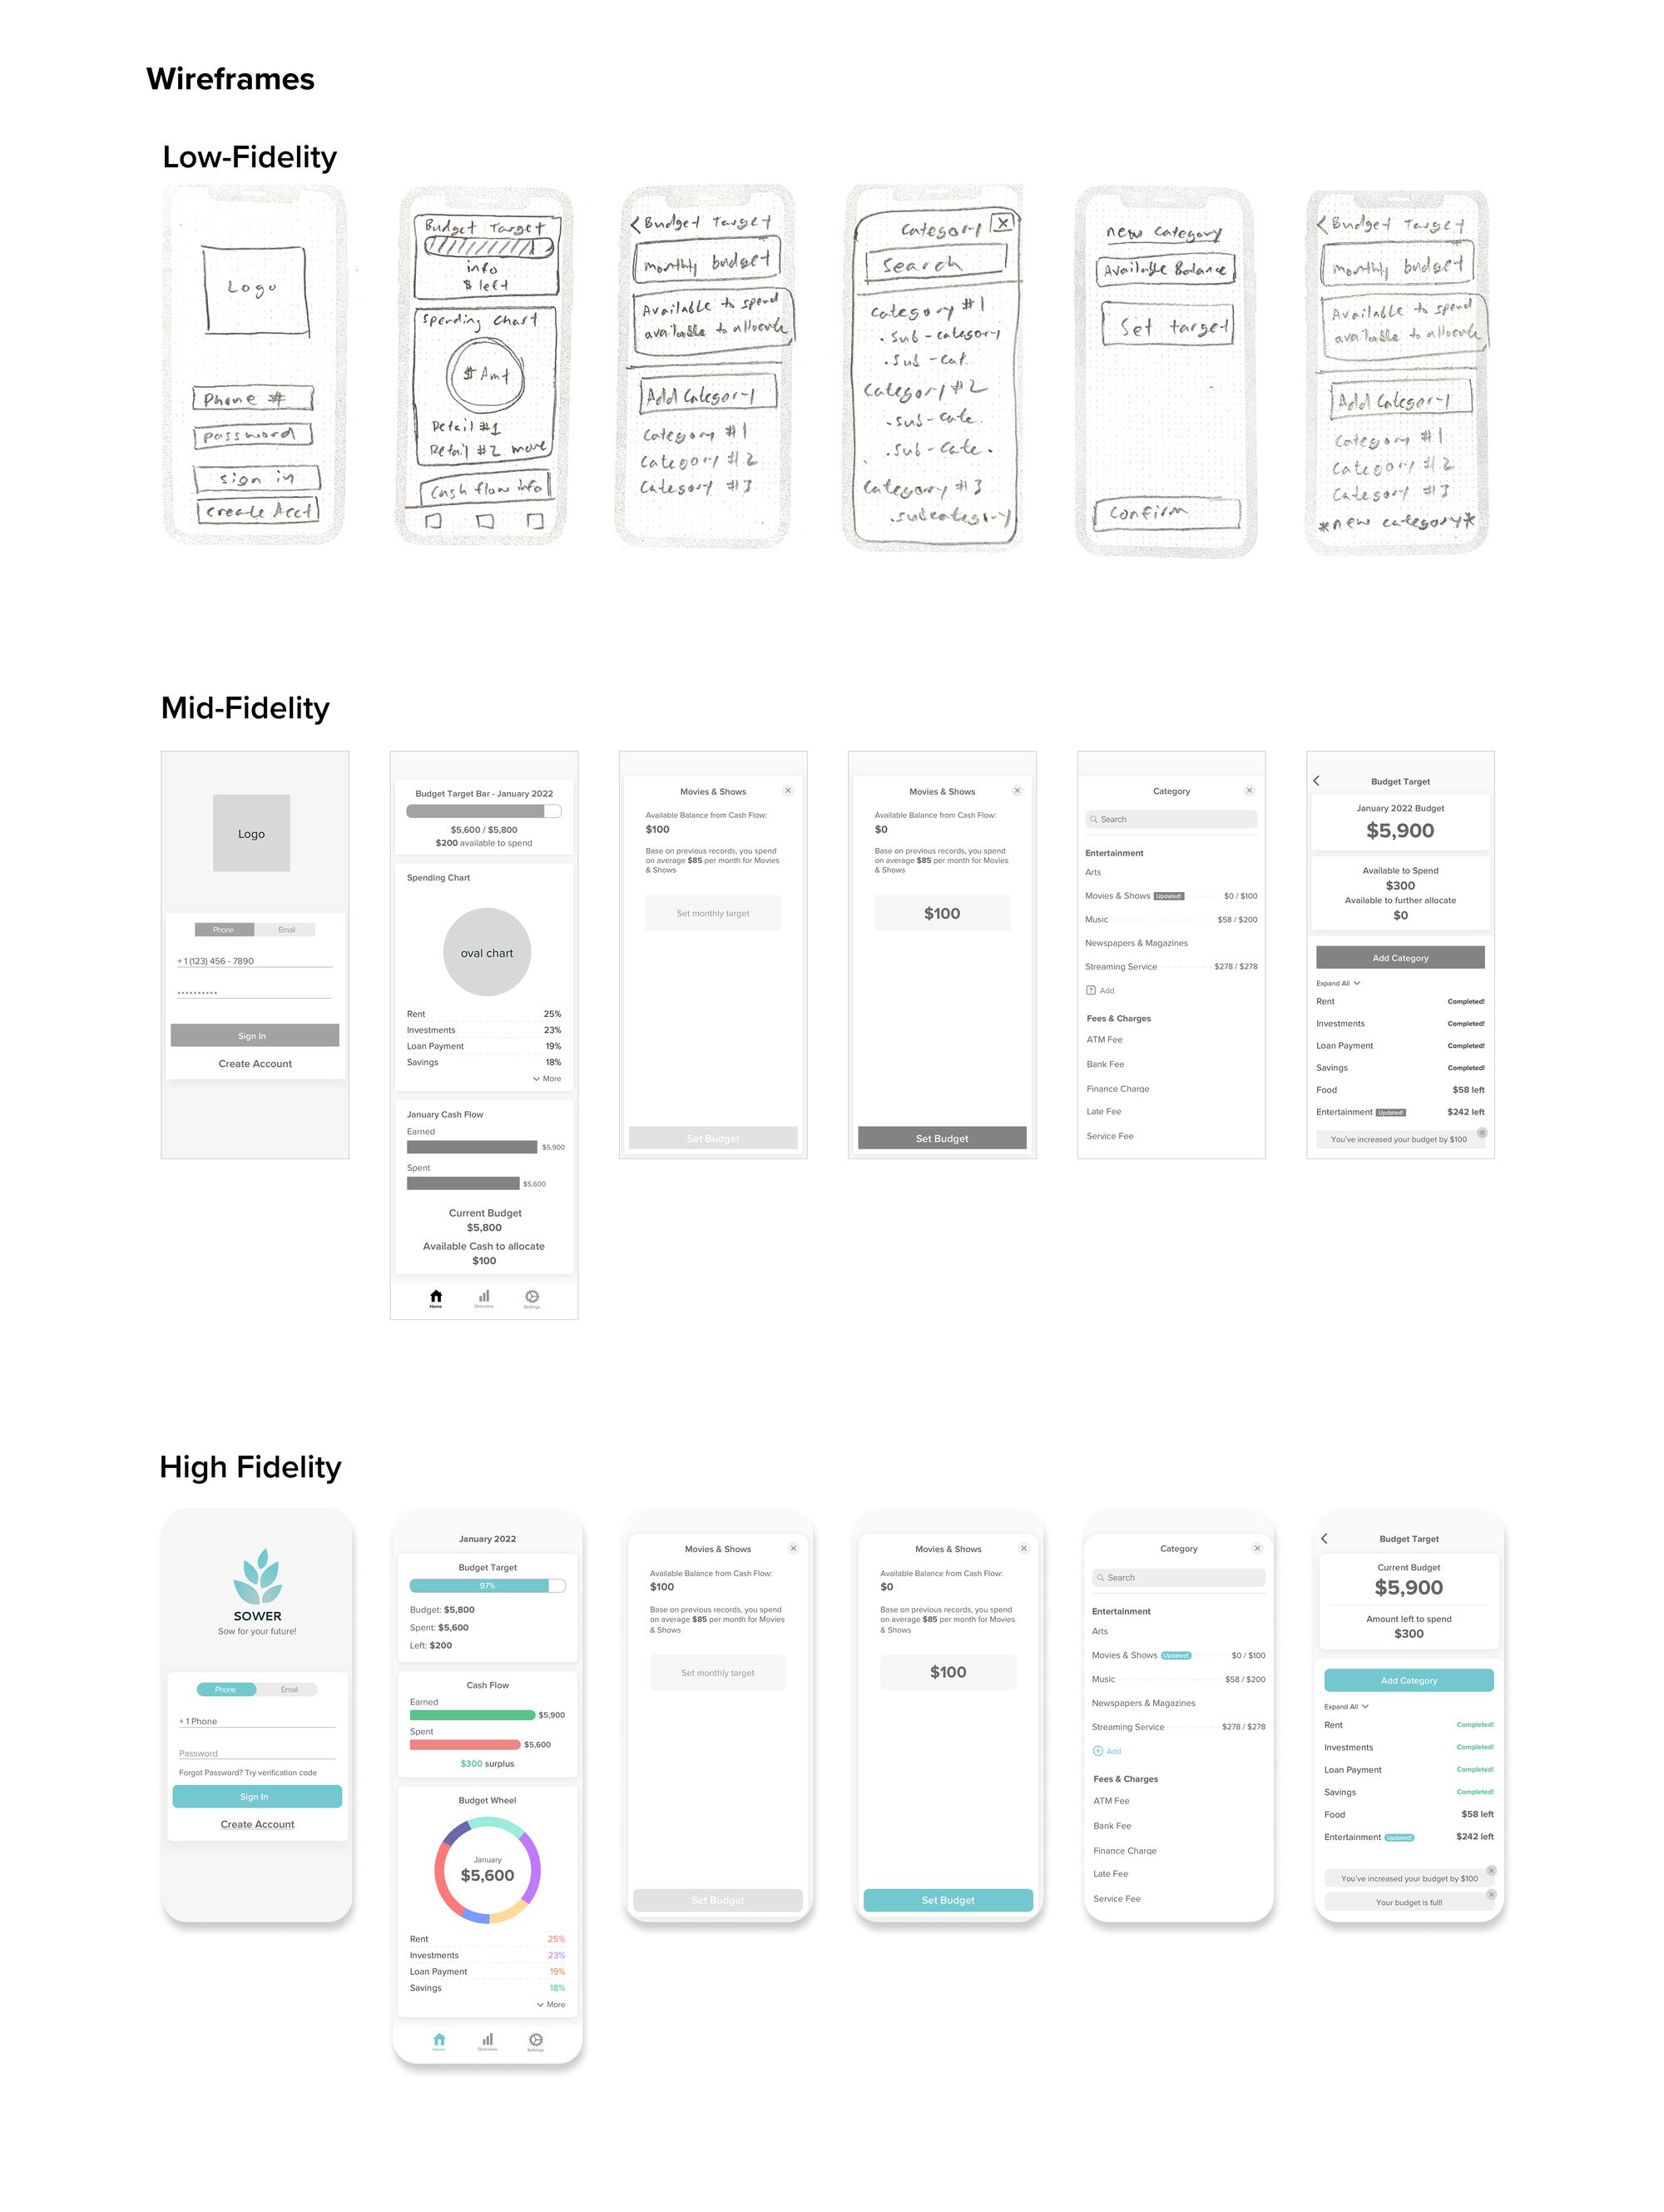 Wireframes
Low-Fidelity
Logo
Phone #
password
sign in
Create Acct
Budget Target
info
$ left
Spending Chart
$ Amt
Detail #1
Detail #2 more
Cash flow info
Budget Target
monthly budget
Available to spend
available to allocate
Add Category
Category #1
Category #2
Category #3
Category X
Search
Category #1
. Sub-category
. Sub-cat.
Category #2
. Sub-cate.
. Sub-cate.
Category #3
. Subcategory
new Category
Available Balance
Set target
Confirm
Budget Target
monthly budget
Available to spend
available to allocate
Add Category
Category #1
Category #2
Category #3
*new category*
Mid-Fidelity
Logo
Phone Email
+ 1 (123) 456 - 7890
Sign In
Create Account
Budget Target Bar - January 2022
$5,600 / $5,800
$200 available to spend
Spending Chart
oval chart
Rent 25%
Investments 23%
Loan Payment 19%
Savings 18%
More
January Cash Flow
Earned
$5,900
Spent
$5,600
Current Budget
$5,800
Available Cash to allocate
$100
Home Overview Settings
Movies & Shows
Available Balance from Cash Flow:
$100
Base on previous records, you spend
on average $85 per month for Movies
& Shows
Set monthly target
Set Budget
Movies & Shows
Available Balance from Cash Flow:
$0
Base on previous records, you spend
on average $85 per month for Movies
& Shows
$100
Set Budget
Category
Search
Entertainment
Arts
Movies & Shows Updated! $0 / $100
Music $58 / $200
Newspapers & Magazines
Streaming Service $278 / $278
Add
Fees & Charges
ATM Fee
Bank Fee
Finance Charge
Late Fee
Service Fee
Budget Target
January 2022 Budget
$5,900
Available to Spend
$300
Available to further allocate
$0
Add Category
Expand All
Rent Completed!
Investments Completed!
Loan Payment Completed!
Savings Completed!
Food $58 left
Entertainment Updated! $242 left
You've increased your budget by $100
High Fidelity
SOWER
Sow for your future!
Phone Email
+ 1 Phone
Password
Forgot Password? Try verification code
Sign In
Create Account
January 2022
Budget Target
97%
Budget: $5,800
Spent: $5,600
Left: $200
Cash Flow
Earned
$5,900
Spent
$5,600
$300 surplus
Budget Wheel
January
$5,600
Rent 25%
Investments 23%
Loan Payment 19%
Savings 18%
More
Home Overview Settings
Movies & Shows
Available Balance from Cash Flow:
$100
Base on previous records, you spend
on average $85 per month for Movies
& Shows
Set monthly target
Set Budget
Movies & Shows
Available Balance from Cash Flow:
$0
Base on previous records, you spend
on average $85 per month for Movies
& Shows
$100
Set Budget
Category
Search
Entertainment
Arts
Movies & Shows Updated! $0 / $100
Music $58 / $200
Newspapers & Magazines
Streaming Service $278 / $278
Add
Fees & Charges
ATM Fee
Bank Fee
Finance Charge
Late Fee
Service Fee
Budget Target
Current Budget
$5,900
Amount left to spend
$300
Add Category
Expand All
Rent Completed!
Investments Completed!
Loan Payment Completed!
Savings Completed!
Food $58 left
Entertainment Updated! $242 left
You've increased your budget by $100
Your budget is full!